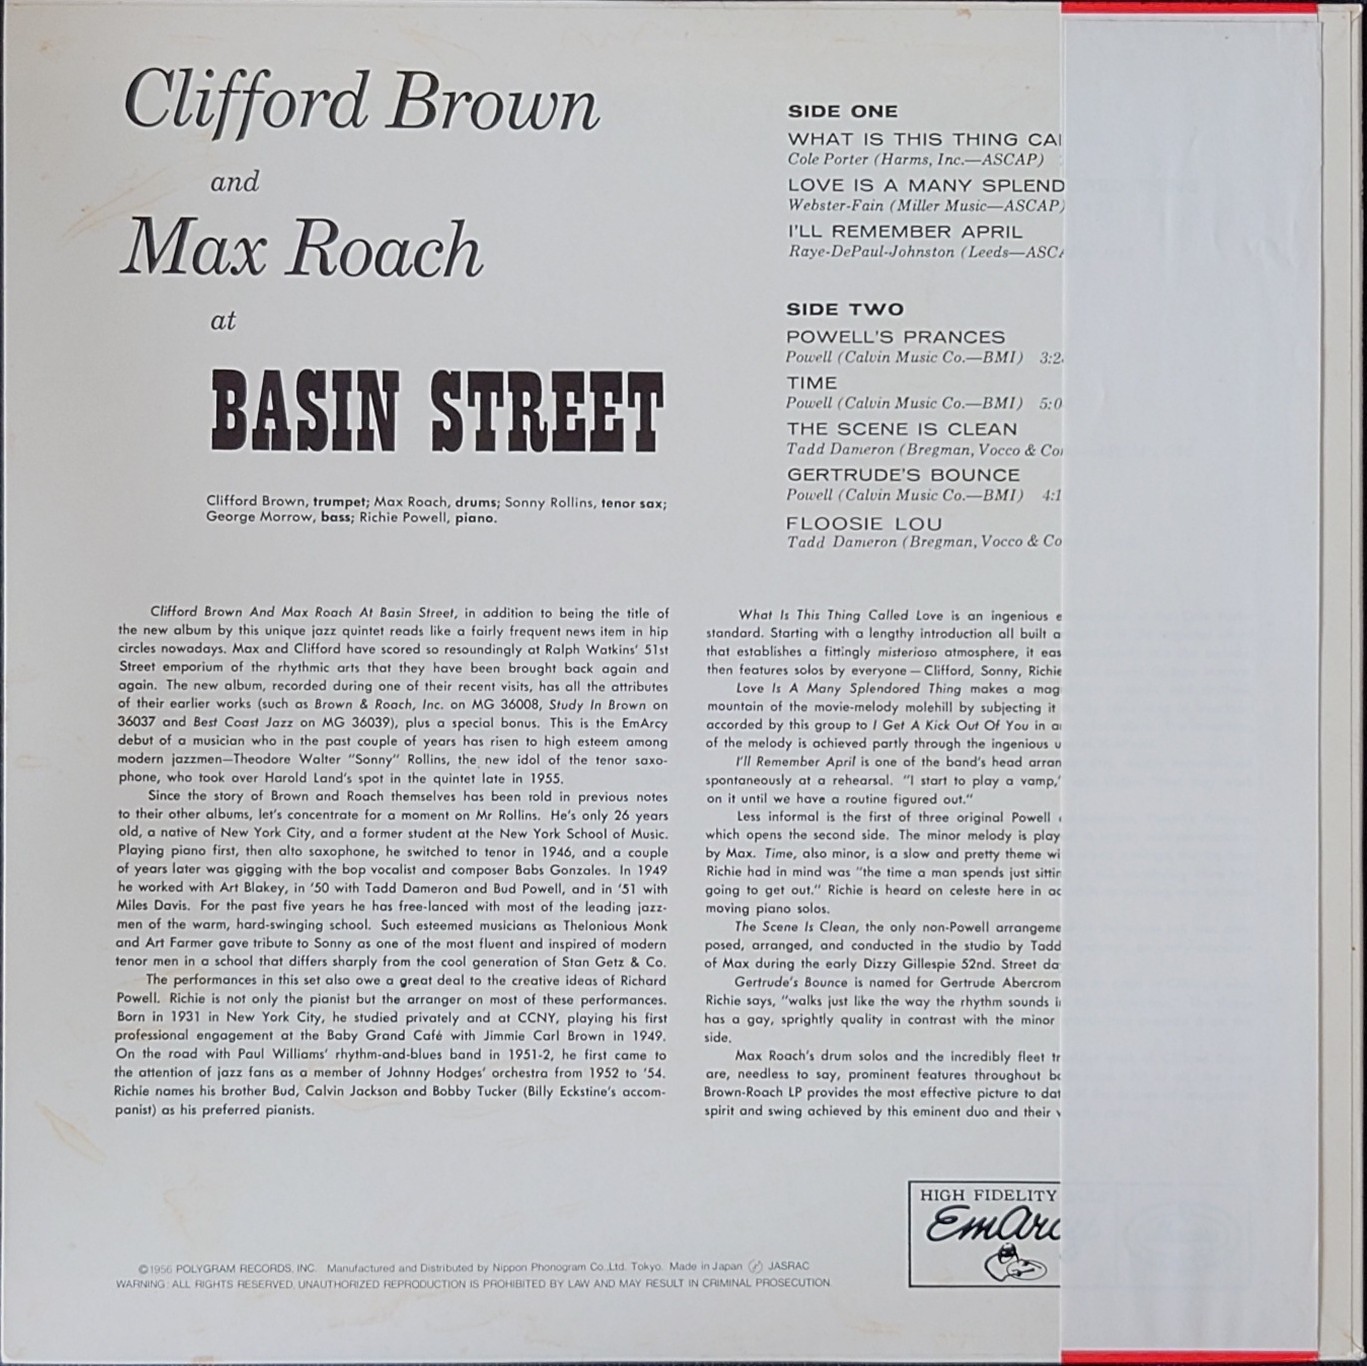 Clifford Brown
and
Max Roach
at
BASIN STREET
Clifford Brown, trumpet; Max Roach, drums; Sonny Rollins, tenor sax;
George Morrow, bass; Richie Powell, piano.
SIDE ONE
WHAT IS THIS THING CAL
Cole Porter (Harms, Inc.—ASCAP)
LOVE IS A MANY SPLEND
Webster-Fain (Miller Music—ASCAP)
I'LL REMEMBER APRIL
Raye-DePaul-Johnston (Leeds—ASCA
SIDE TWO
POWELL'S PRANCES
Powell (Calvin Music Co.—BMI) 3:2
TIME
Powell (Calvin Music Co.—BMI) 5:0
THE SCENE IS CLEAN
Tadd Dameron (Bregman, Vocco & Con
GERTRUDE'S BOUNCE
Powell (Calvin Music Co.—BMI) 4:1
FLOOSIE LOU
Tadd Dameron (Bregman, Vocco & Co
Clifford Brown And Max Roach At Basin Street, in addition to being the title of
the new album by this unique jazz quintet reads like a fairly frequent news item in hip
circles nowadays. Max and Clifford have scored so resoundingly at Ralph Watkins' 51st
Street emporium of the rhythmic arts that they have been brought back again and
again. The new album, recorded during one of their recent visits, has all the attributes
of their earlier works (such as Brown & Roach, Inc. on MG 36008, Study In Brown on
36037 and Best Coast Jazz on MG 36039), plus a special bonus. This is the EmArcy
debut of a musician who in the past couple of years has risen to high esteem among
modern jazzmen—Theodore Walter "Sonny" Rollins, the new idol of the tenor saxo-
phone, who took over Harold Land's spot in the quintet late in 1955.
Since the story of Brown and Roach themselves has been told in previous notes
to their other albums, let's concentrate for a moment on Mr Rollins. He's only 26 years
old, a native of New York City, and a former student at the New York School of Music.
Playing piano first, then alto saxophone, he switched to tenor in 1946, and a couple
of years later was gigging with the bop vocalist and composer Babs Gonzales. In 1949
he worked with Art Blakey, in '50 with Tadd Dameron and Bud Powell, and in '51 with
Miles Davis. For the past five years he has free-lanced with most of the leading jazz-
men of the warm, hard-swinging school. Such esteemed musicians as Thelonious Monk
and Art Farmer gave tribute to Sonny as one of the most fluent and inspired of modern
tenor men in a school that differs sharply from the cool generation of Stan Getz & Co.
The performances in this set also owe a great deal to the creative ideas of Richard
Powell. Richie is not only the pianist but the arranger on most of these performances.
Born in 1931 in New York City, he studied privately and at CCNY, playing his first
professional engagement at the Baby Grand Café with Jimmie Carl Brown in 1949.
On the road with Paul Williams' rhythm-and-blues band in 1951-2, he first came to
the attention of jazz fans as a member of Johnny Hodges' orchestra from 1952 to '54.
Richie names his brother Bud, Calvin Jackson and Bobby Tucker (Billy Eckstine's accom-
panist) as his preferred pianists.
What Is This Thing Called Love is an ingenious e
standard. Starting with a lengthy introduction all built a
that establishes a fittingly misterioso atmosphere, it eas
then features solos by everyone — Clifford, Sonny, Richie
Love Is A Many Splendored Thing makes a mag
mountain of the movie-melody molehill by subjecting it
accorded by this group to I Get A Kick Out Of You in a
of the melody is achieved partly through the ingenious u
I'll Remember April is one of the band's head arran
spontaneously at a rehearsal. "I start to play a vamp,'
on it until we have a routine figured out."
Less informal is the first of three original Powell
which opens the second side. The minor melody is play
by Max. Time, also minor, is a slow and pretty theme wi
Richie had in mind was "the time a man spends just sittin
going to get out." Richie is heard on celeste here in ac
moving piano solos.
The Scene Is Clean, the only non-Powell arrangeme
posed, arranged, and conducted in the studio by Tadd
of Max during the early Dizzy Gillespie 52nd. Street da
Gertrude's Bounce is named for Gertrude Abercrom
Richie says, "walks just like the way the rhythm sounds i
has a gay, sprightly quality in contrast with the minor
side.
Max Roach's drum solos and the incredibly fleet tr
are, needless to say, prominent features throughout bo
Brown-Roach LP provides the most effective picture to dat
spirit and swing achieved by this eminent duo and their v
HIGH FIDELITY
EmArc
©1956 POLYGRAM RECORDS, INC. Manufactured and Distributed by Nippon Phonogram Co.,Ltd. Tokyo. Made in Japan JASRAC
WARNING: ALL RIGHTS RESERVED, UNAUTHORIZED REPRODUCTION IS PROHIBITED BY LAW AND MAY RESULT IN CRIMINAL PROSECUTION